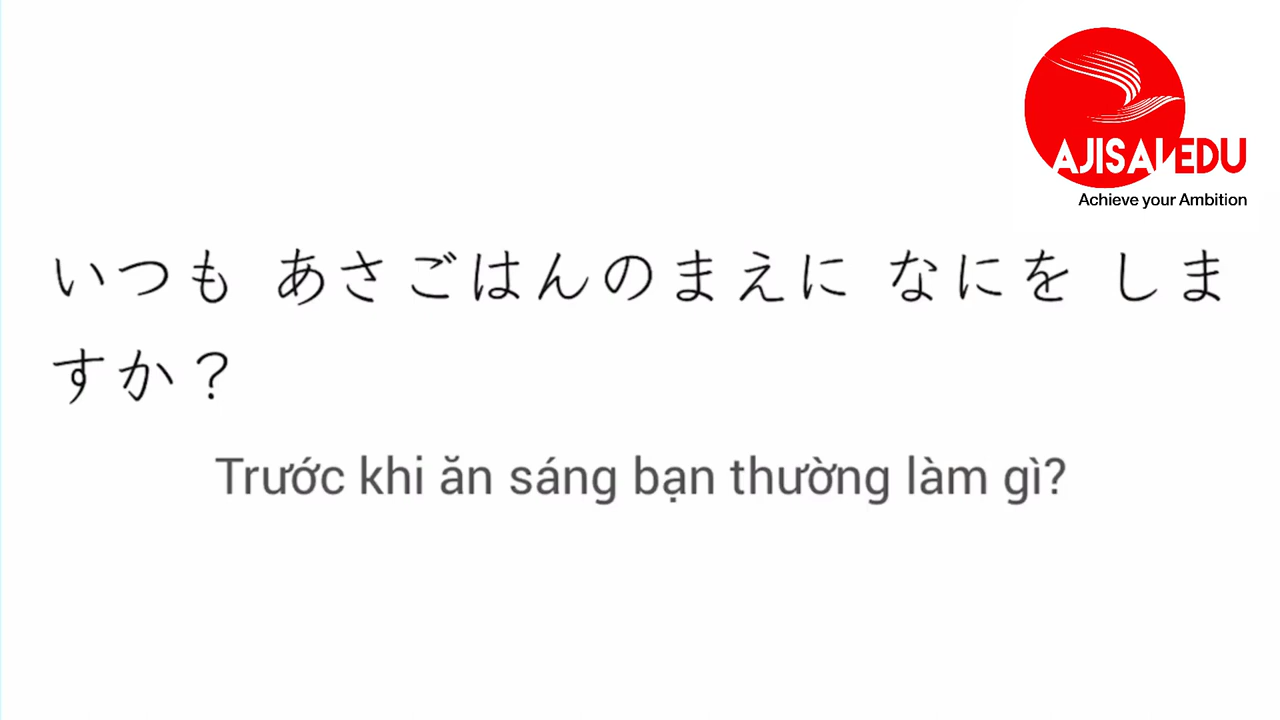 AJISAI EDU
Achieve your Ambition
いつも あさごはんのまえに なにを しま
すか？
Trước khi ăn sáng bạn thường làm gì?